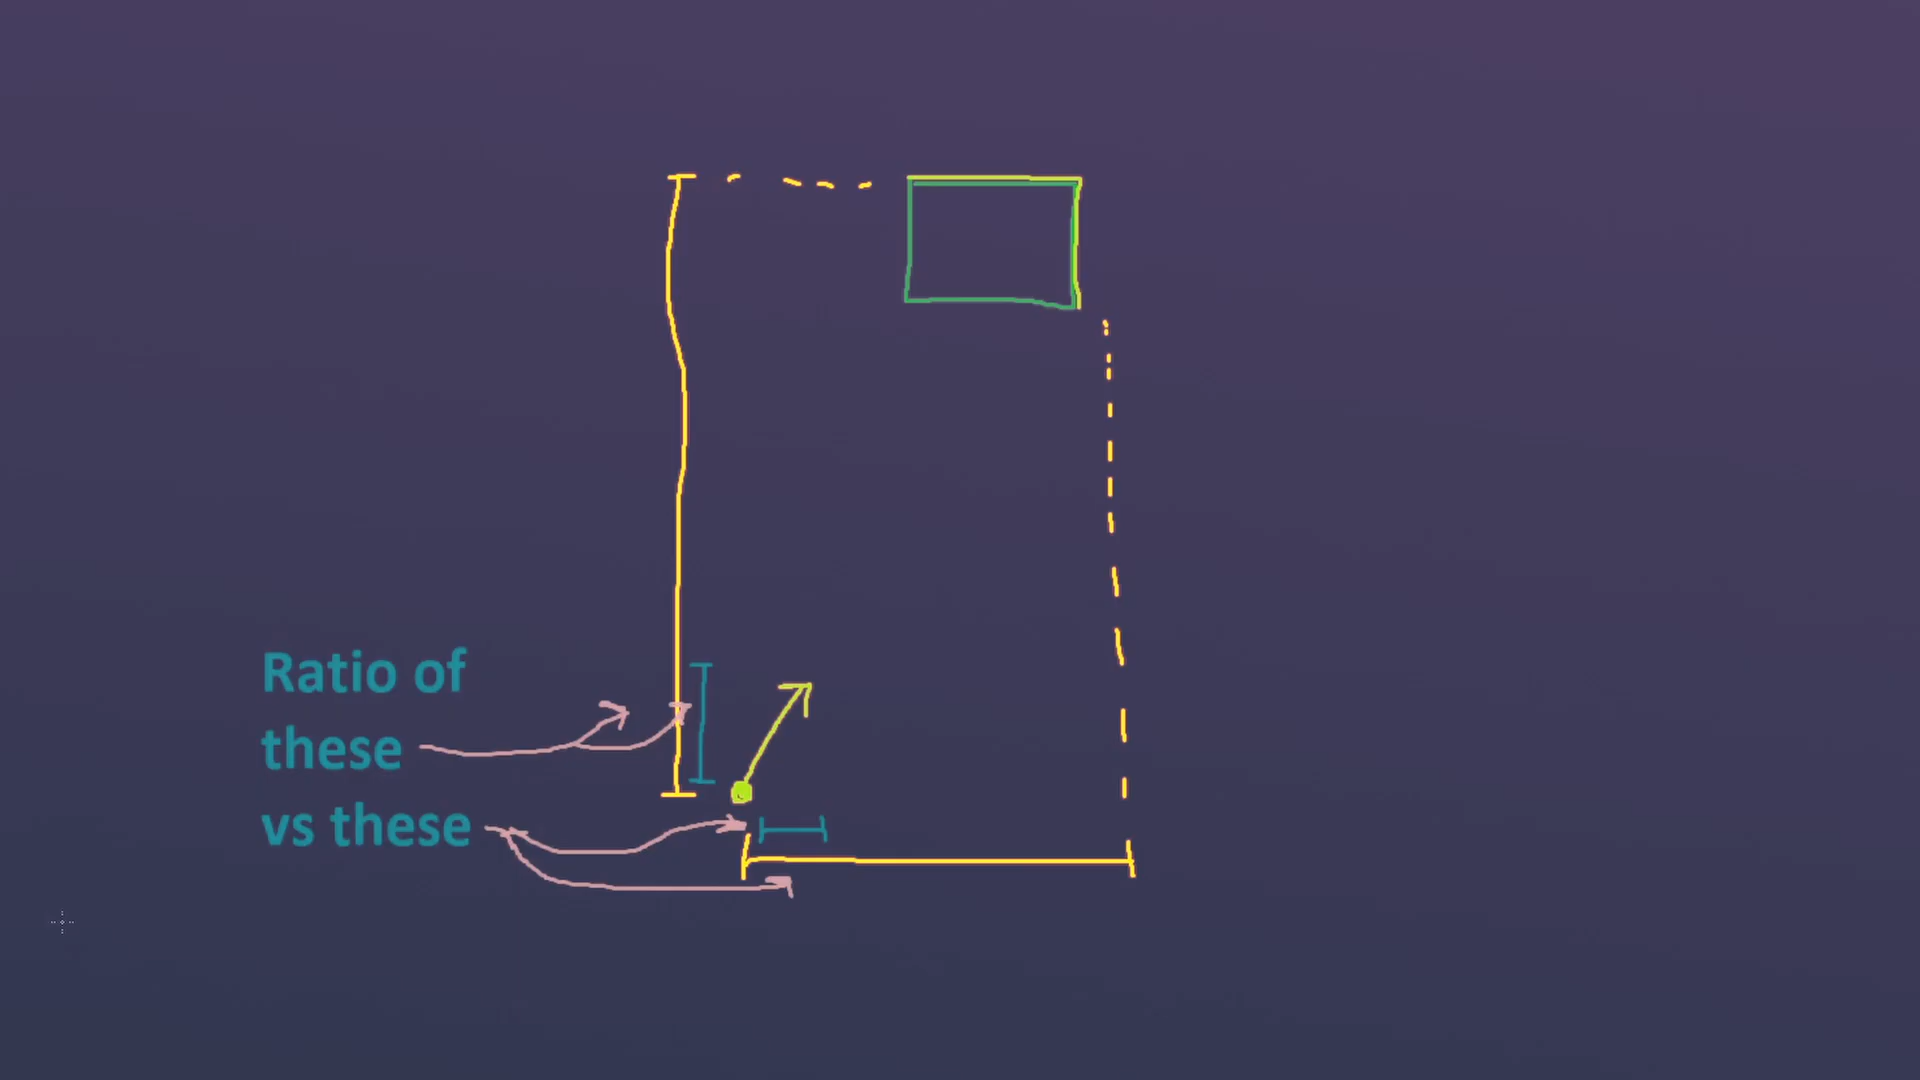 Ratio of
these
vs these